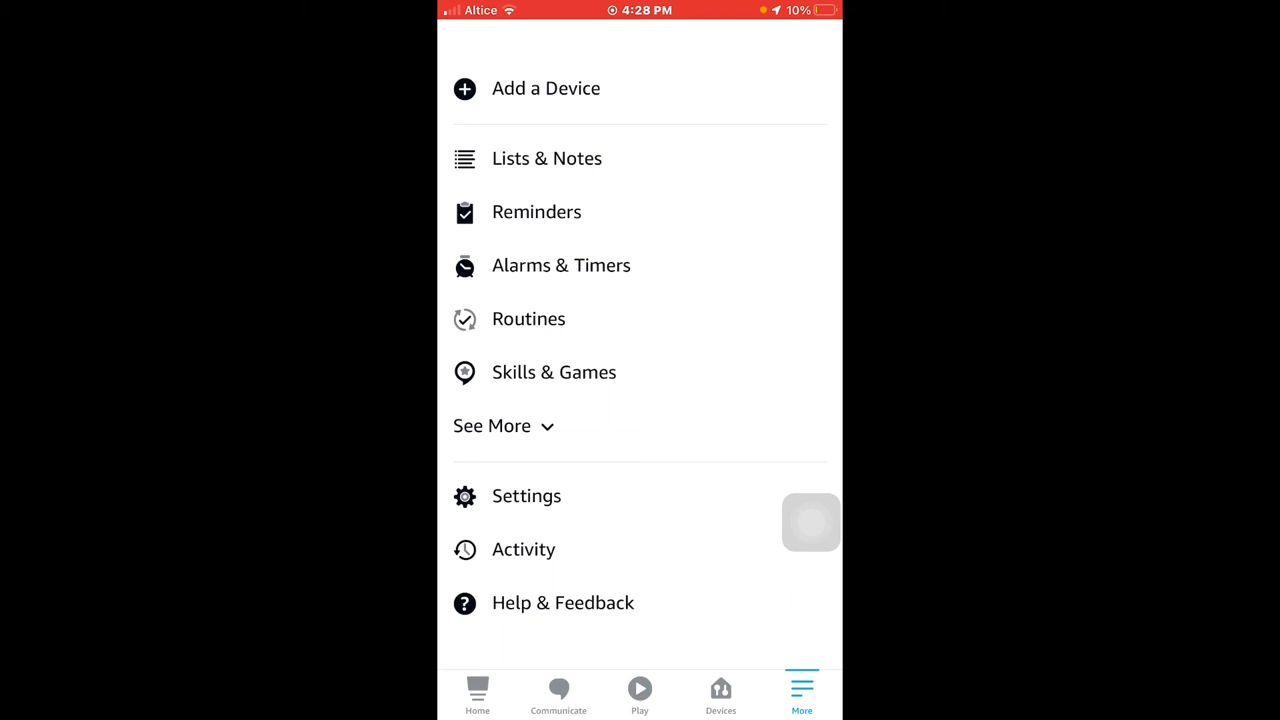 Altice 4:28 PM 10%
Add a Device
Lists & Notes
Reminders
Alarms & Timers
Routines
Skills & Games
See More
Settings
Activity
Help & Feedback
Home Communicate Play Devices More